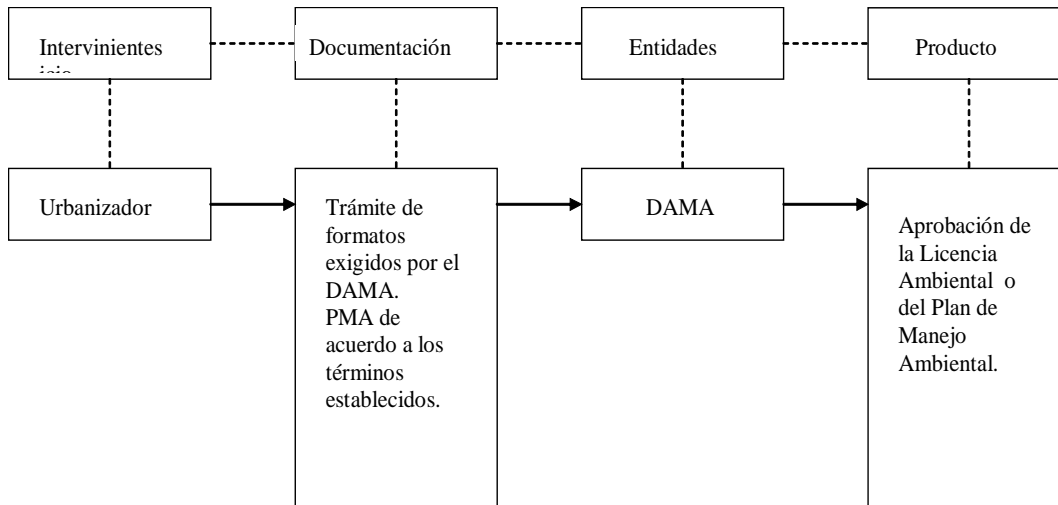 Intervinientes
Documentación
Entidades
Producto
Urbanizador
Trámite de
formatos
exigidos por el
DAMA.
PMA de
acuerdo a los
términos
establecidos.
DAMA
Aprobación de
la Licencia
Ambiental o
del Plan de
Manejo
Ambiental.